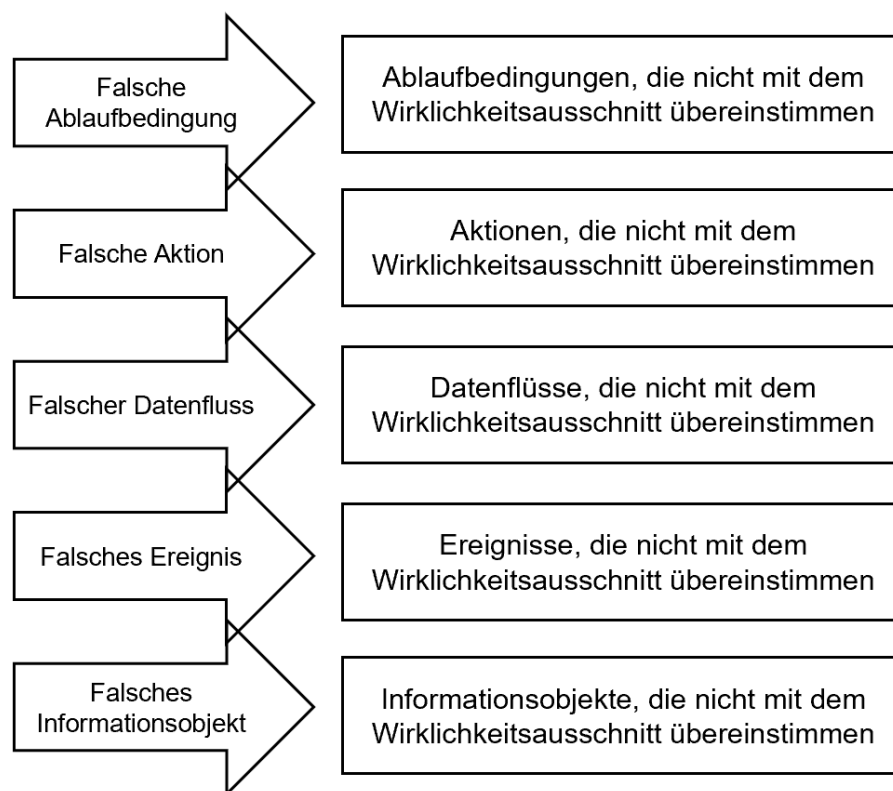 Falsche
Ablaufbedingung
Ablaufbedingungen, die nicht mit dem
Wirklichkeitsausschnitt übereinstimmen
Falsche Aktion
Aktionen, die nicht mit dem
Wirklichkeitsausschnitt übereinstimmen
Falscher Datenfluss
Datenflüsse, die nicht mit dem
Wirklichkeitsausschnitt übereinstimmen
Falsches Ereignis
Ereignisse, die nicht mit dem
Wirklichkeitsausschnitt übereinstimmen
Falsches
Informationsobjekt
Informationsobjekte, die nicht mit dem
Wirklichkeitsausschnitt übereinstimmen